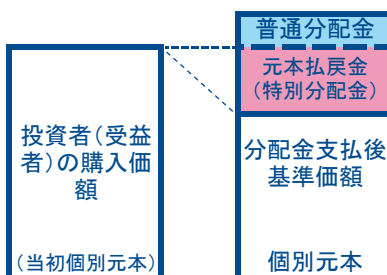 普通分配金
元本払戻金
（特別分配金）
投資者（受益
者）の購入価
額
（当初個別元本）
分配金支払後
基準価額
個別元本